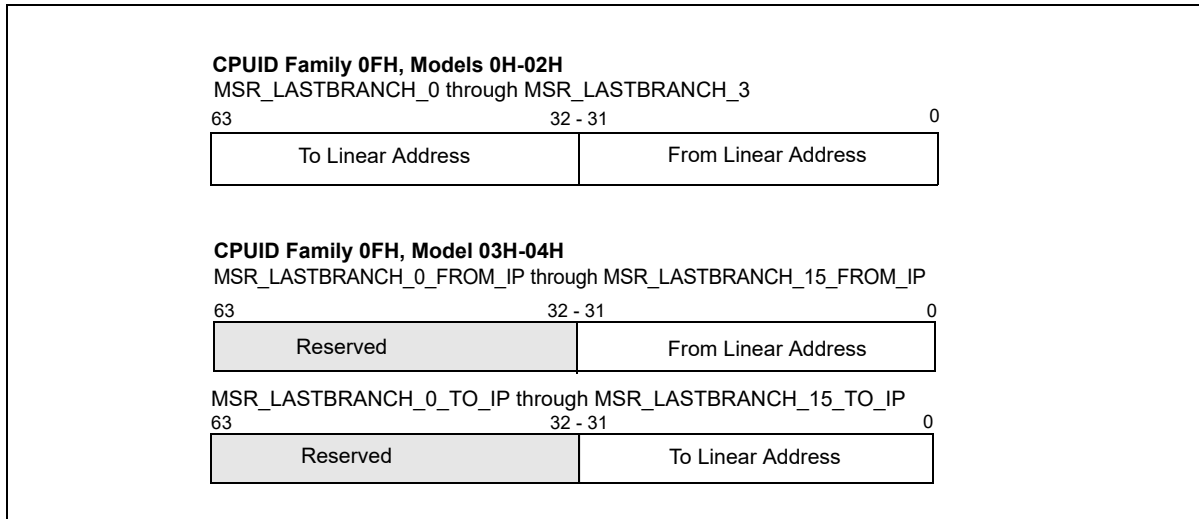 CPUID Family 0FH, Models 0H-02H
MSR_LASTBRANCH_0 through MSR_LASTBRANCH_3
63 32 - 31 0
To Linear Address From Linear Address
CPUID Family 0FH, Model 03H-04H
MSR_LASTBRANCH_0_FROM_IP through MSR_LASTBRANCH_15_FROM_IP
63 32 - 31 0
Reserved From Linear Address
MSR_LASTBRANCH_0_TO_IP through MSR_LASTBRANCH_15_TO_IP
63 32 - 31 0
Reserved To Linear Address